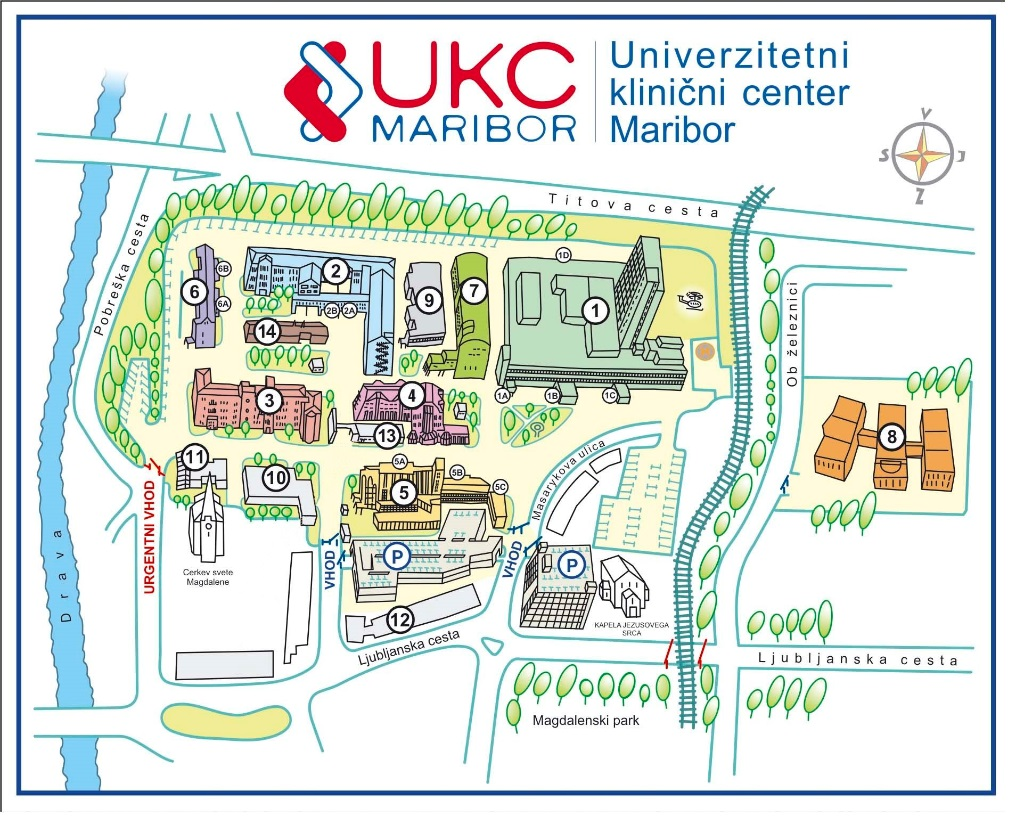 UKC
MARIBOR
Univerzitetni
klinični center
Maribor
V
S
J
Z
Titova cesta
Pobreška cesta
Ob železnici
1D
6B
6
6A
2
2B
2A
9
7
1
14
1A
1B
1C
3
4
13
8
Masarykova ulica
11
10
5A
5B
5
5C
URGENTNI VHOD
VHOD
VHOD
P
P
Cerkev svete
Magdalene
Drava
12
KAPELA JEZUSOVEGA
SRCA
Ljubljanska cesta
Ljubljanska cesta
Magdalenski park